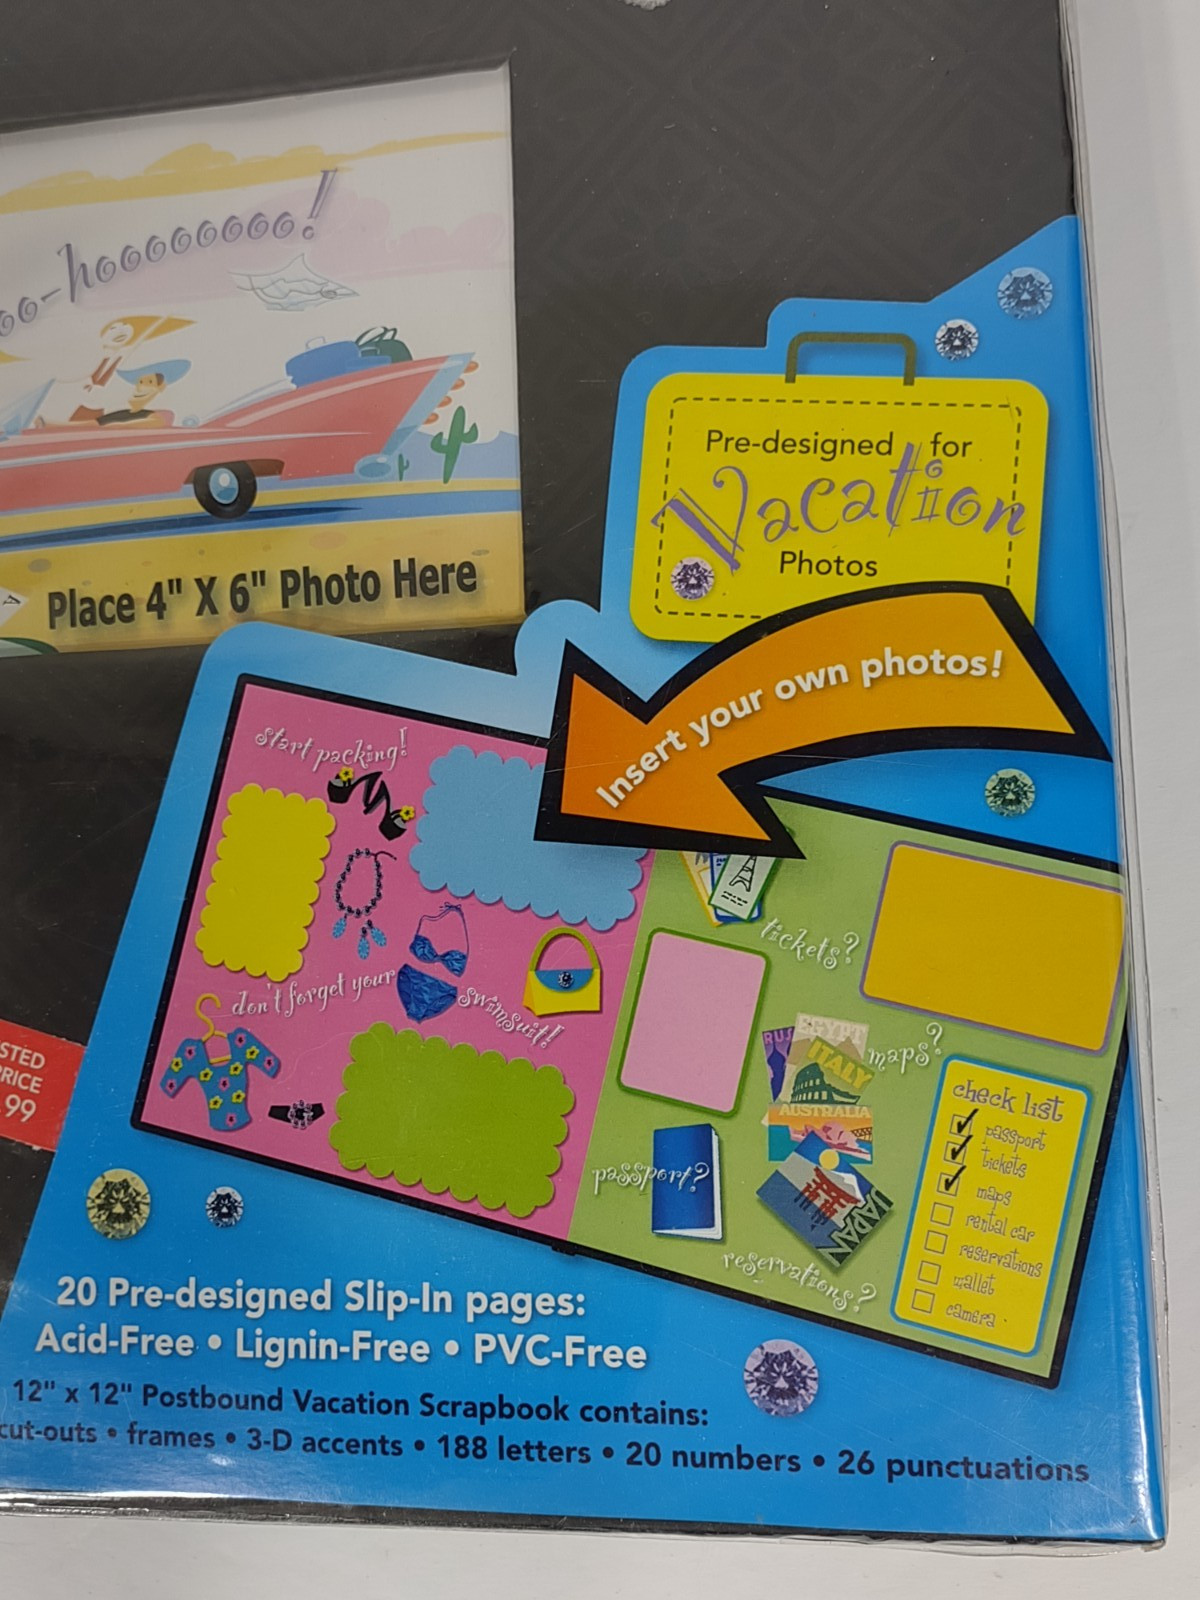 oo-hoooooooo!
Place 4" X 6" Photo Here
Pre-designed for
Vacation
Photos
Insert your own photos!
start packing!
don't forget your
swimsuit!
tickets?
maps?
EGYPT
RUS
ITALY
AUSTRALIA
JAPAN
passport?
reservations?
check list
passport
tickets
maps
rental car
reservations
wallet
camera
STED
PRICE
.99
20 Pre-designed Slip-In pages:
Acid-Free • Lignin-Free • PVC-Free
12" x 12" Postbound Vacation Scrapbook contains:
cut-outs • frames • 3-D accents • 188 letters • 20 numbers • 26 punctuations